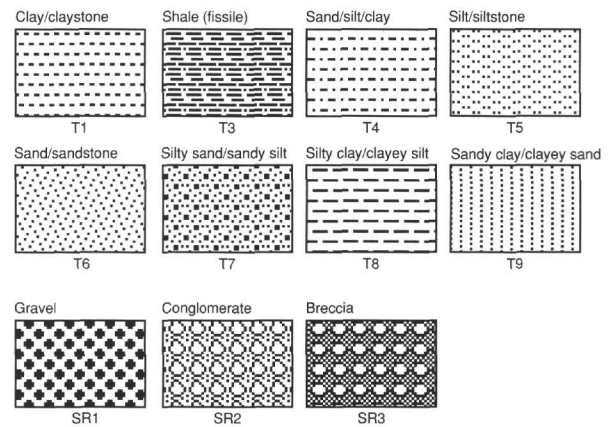 Clay/claystone
Shale (fissile)
Sand/silt/clay
Silt/siltstone
T1
T3
T4
T5
Sand/sandstone
Silty sand/sandy silt
Silty clay/clayey silt
Sandy clay/clayey sand
T6
T7
T8
T9
Gravel
Conglomerate
Breccia
SR1
SR2
SR3